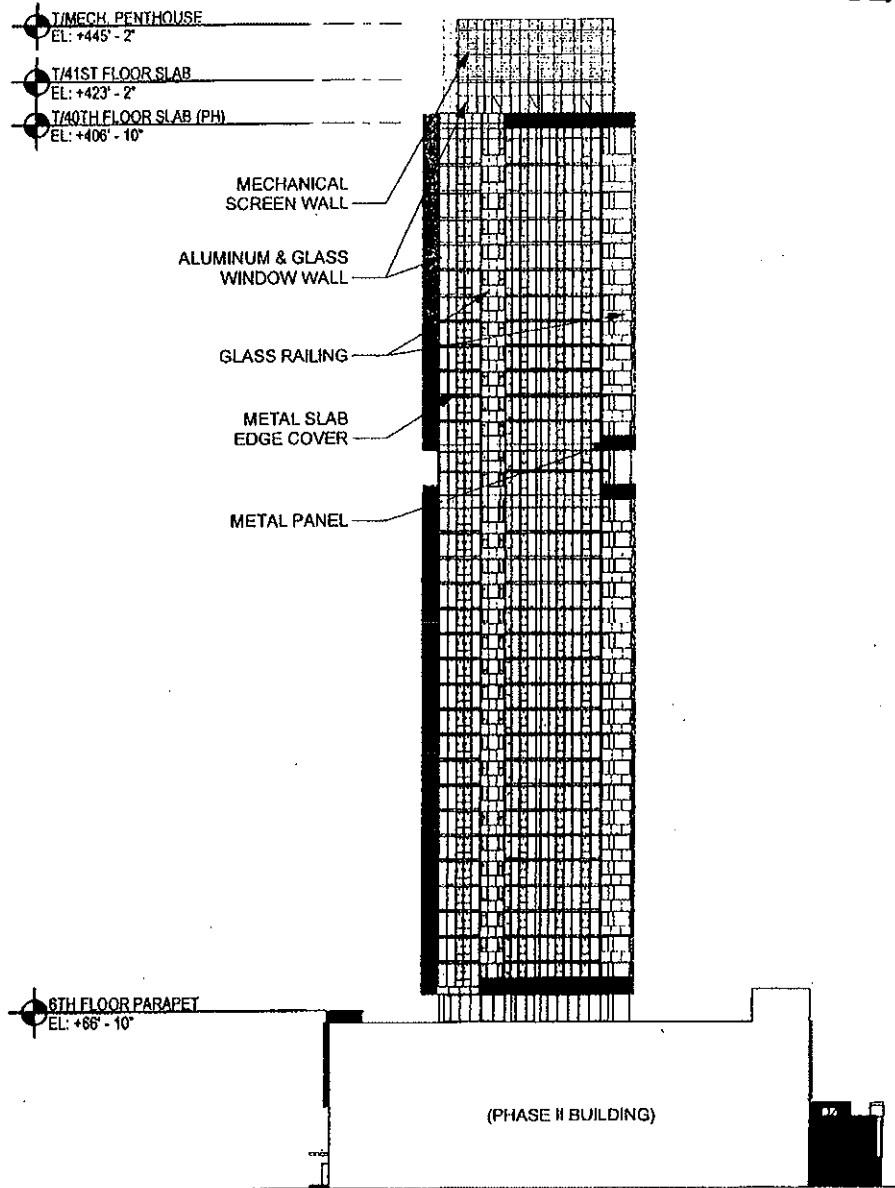 T/MECH. PENTHOUSE
EL: +445' - 2"
T/41ST FLOOR SLAB
EL: +423' - 2"
T/40TH FLOOR SLAB (PH)
EL: +406' - 10"
MECHANICAL
SCREEN WALL
ALUMINUM & GLASS
WINDOW WALL
GLASS RAILING
METAL SLAB
EDGE COVER
METAL PANEL
6TH FLOOR PARAPET
EL: +66' - 10"
(PHASE II BUILDING)